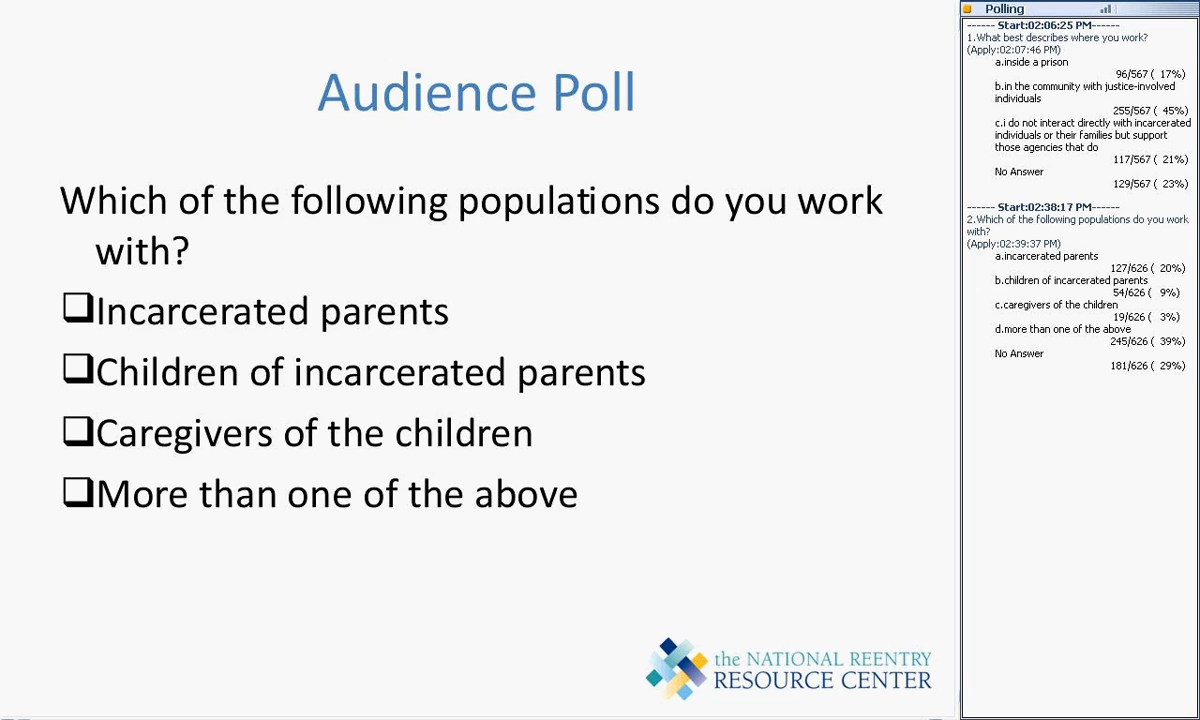 Audience Poll
Which of the following populations do you work
with?
Incarcerated parents
Children of incarcerated parents
Caregivers of the children
More than one of the above
the NATIONAL REENTRY
RESOURCE CENTER
Polling
------ Start:02:06:25 PM------
1.What best describes where you work?
(Apply:02:07:46 PM)
a.inside a prison
96/567 ( 17%)
b.in the community with justice-involved
individuals
255/567 ( 45%)
c.i do not interact directly with incarcerated
individuals or their families but support
those agencies that do
117/567 ( 21%)
No Answer
129/567 ( 23%)
------ Start:02:38:17 PM------
2.Which of the following populations do you work
with?
(Apply:02:39:37 PM)
a.incarcerated parents
127/626 ( 20%)
b.children of incarcerated parents
54/626 ( 9%)
c.caregivers of the children
19/626 ( 3%)
d.more than one of the above
245/626 ( 39%)
No Answer
181/626 ( 29%)